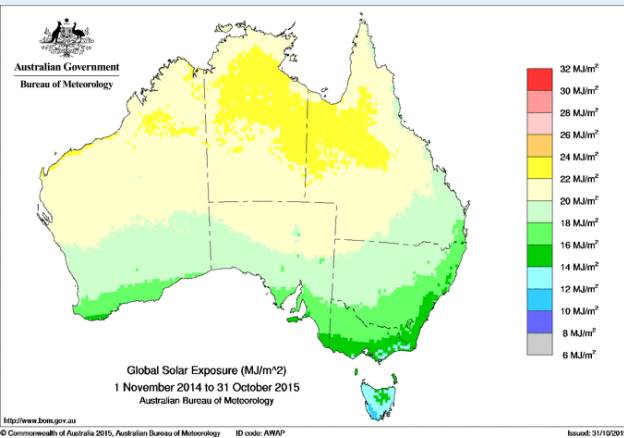 Australian Government
Bureau of Meteorology
32 MJ/m²
30 MJ/m²
28 MJ/m²
26 MJ/m²
24 MJ/m²
22 MJ/m²
20 MJ/m²
18 MJ/m²
16 MJ/m²
14 MJ/m²
12 MJ/m²
10 MJ/m²
8 MJ/m²
6 MJ/m²
Global Solar Exposure (MJ/m^2)
1 November 2014 to 31 October 2015
Australian Bureau of Meteorology
http://www.bom.gov.au
© Commonwealth of Australia 2015, Australian Bureau of Meteorology ID code: AWAP Issued: 31/10/201